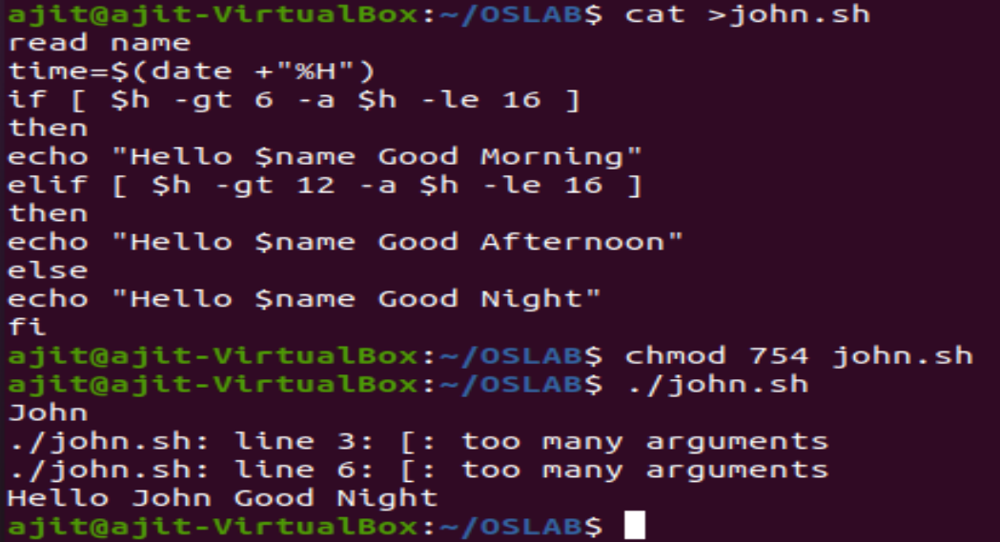 ajit@ajit-VirtualBox:~/OSLAB$ cat >john.sh
read name
time=$(date +"%H")
if [ $h -gt 6 -a $h -le 16 ]
then
echo "Hello $name Good Morning"
elif [ $h -gt 12 -a $h -le 16 ]
then
echo "Hello $name Good Afternoon"
else
echo "Hello $name Good Night"
fi
ajit@ajit-VirtualBox:~/OSLAB$ chmod 754 john.sh
ajit@ajit-VirtualBox:~/OSLAB$ ./john.sh
John
./john.sh: line 3: [: too many arguments
./john.sh: line 6: [: too many arguments
Hello John Good Night
ajit@ajit-VirtualBox:~/OSLAB$